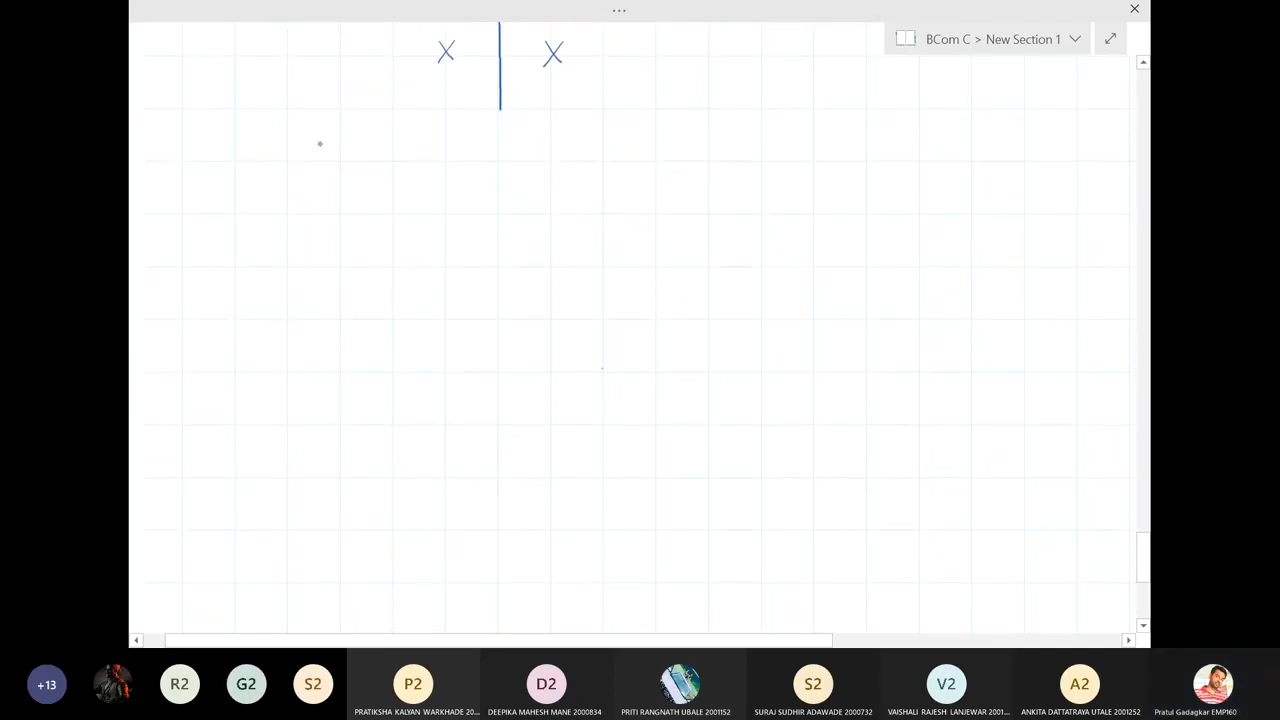 ...
BCom C > New Section 1
X X
+13
R2
G2
S2
P2
D2
S2
V2
A2
PRATIKSHA KALYAN WARKHADE 20...
DEEPIKA MAHESH MANE 2000834
PRITI RANGNATH UBALE 2001152
SURAJ SUDHIR ADAWADE 2000732
VAISHALI RAJESH LANJEWAR 2001...
ANKITA DATTATRAYA UTALE 2001252
Pratul Gadagkar EMP160